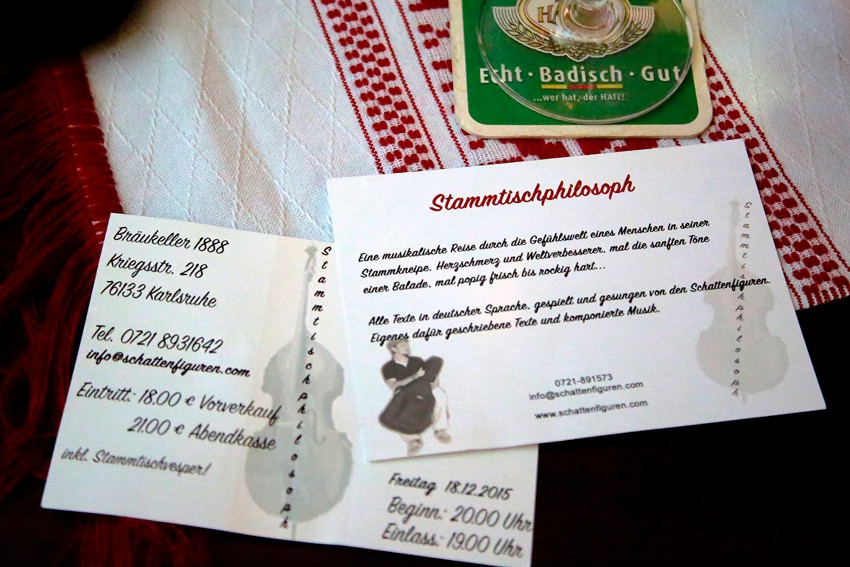 Echt · Badisch · Gut
...wer hat, der HATZ!
Stammtischphilosoph
Eine musikalische Reise durch die Gefühlswelt eines Menschen in seiner
Stammkneipe. Herzschmerz und Weltverbesserer, mal die sanften Töne
einer Balade, mal popig frisch bis rockig hart...
Alle Texte in deutscher Sprache, gespielt und gesungen von den Schattenfiguren.
Eigenes dafür geschriebene Texte und komponierte Musik.
0721-891573
info@schattenfiguren.com
www.schattenfiguren.com
Stammtischphilosoph
Bräukeller 1888
Kriegsstr. 218
76133 Karlsruhe
Tel. 0721 8931642
info@schattenfiguren.com
Eintritt: 18.00 € Vorverkauf
21.00 € Abendkasse
inkl. Stammtischvesper!
Stammtischphilosoph
Freitag 18.12.2015
Beginn: 20.00 Uhr
Einlass: 19.00 Uhr